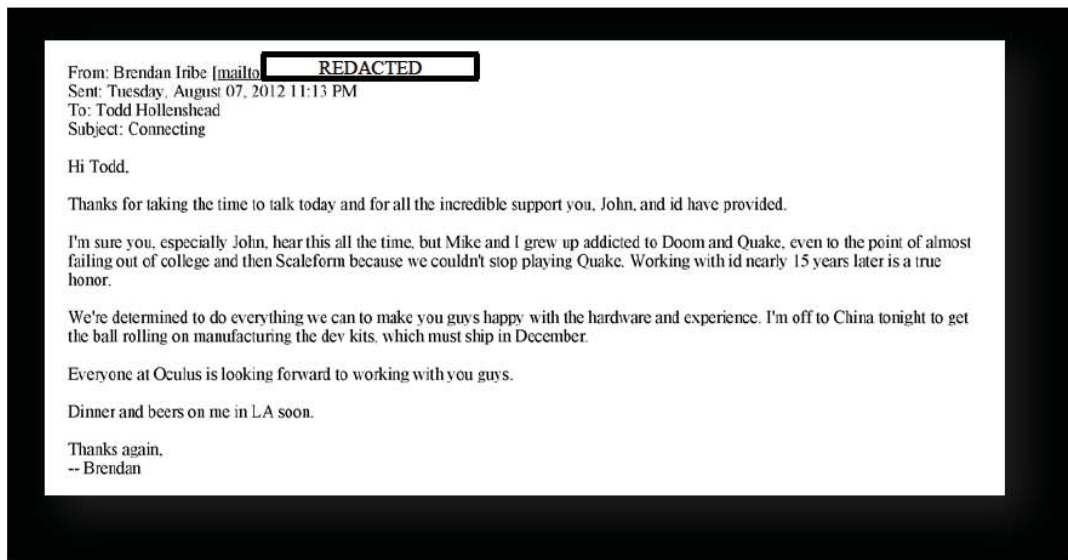 From: Brendan Iribe [mailto REDACTED
Sent: Tuesday, August 07, 2012 11:13 PM
To: Todd Hollenshead
Subject: Connecting
Hi Todd,
Thanks for taking the time to talk today and for all the incredible support you, John, and id have provided.
I'm sure you, especially John, hear this all the time, but Mike and I grew up addicted to Doom and Quake, even to the point of almost
failing out of college and then Scaleform because we couldn't stop playing Quake. Working with id nearly 15 years later is a true
honor.
We're determined to do everything we can to make you guys happy with the hardware and experience. I'm off to China tonight to get
the ball rolling on manufacturing the dev kits, which must ship in December.
Everyone at Oculus is looking forward to working with you guys.
Dinner and beers on me in LA soon.
Thanks again,
-- Brendan